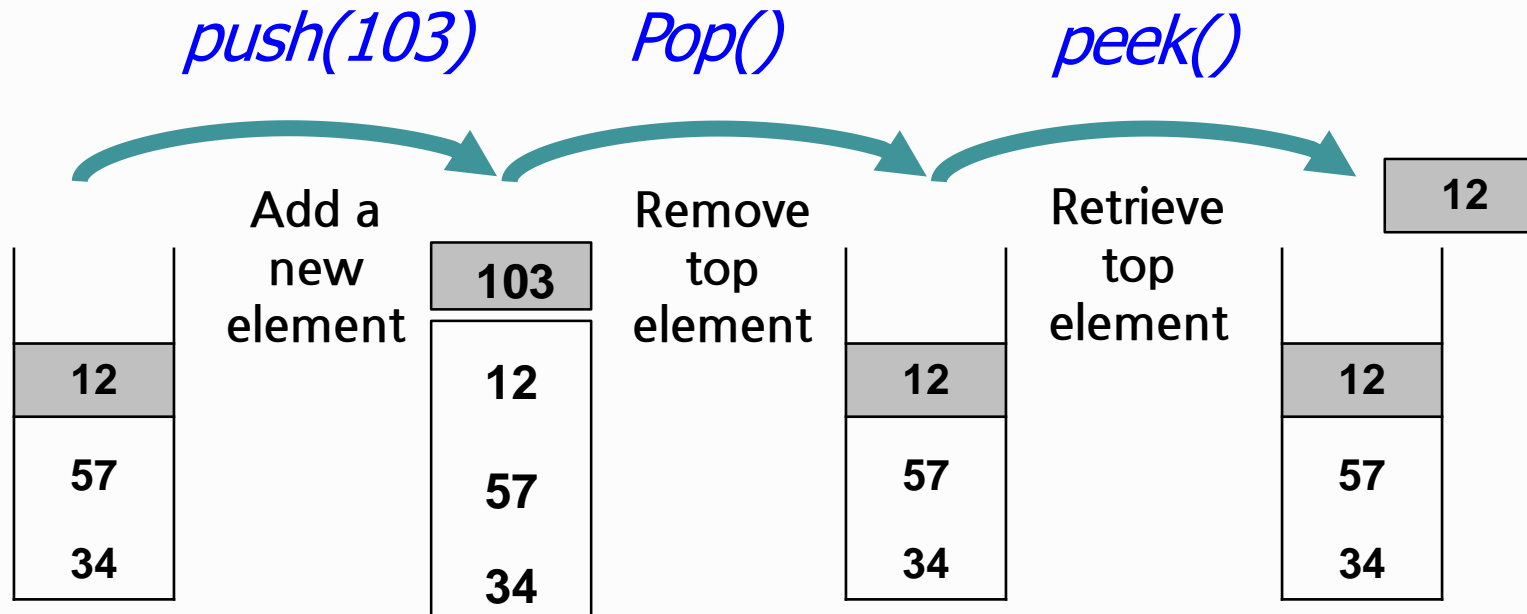 push(103)
Pop()
peek()
Add a
new
element
Remove
top
element
Retrieve
top
element
12
12
57
34
103
12
57
34
12
57
34
12
57
34